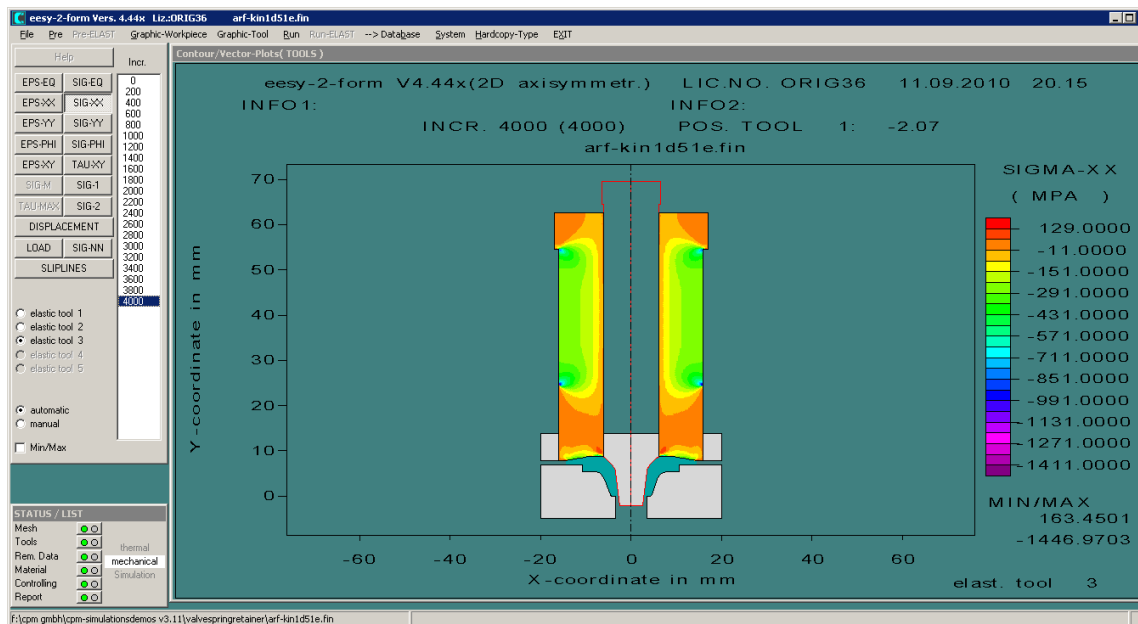 eesy-2-form Vers. 4.44x Liz.:ORIG36 arf-kin1d51e.fin
File Pre Pre-ELAST Graphic-Workpiece Graphic-Tool Run Run-ELAST --> Database System Hardcopy-Type EXIT
Help
Incr.
EPS-EQ SIG-EQ
EPS-XX SIG-XX
EPS-YY SIG-YY
EPS-PHI SIG-PHI
EPS-XY TAU-XY
SIG-M SIG-1
TAU-MAX SIG-2
DISPLACEMENT
LOAD SIG-NN
SLIPLINES
0
200
400
600
800
1000
1200
1400
1600
1800
2000
2200
2400
2600
2800
3000
3200
3400
3600
3800
4000
elastic tool 1
elastic tool 2
elastic tool 3
elastic tool 4
elastic tool 5
automatic
manual
Min/Max
STATUS / LIST
Mesh
Tools
Rem. Data
Material
Controlling
Report
thermal
mechanical
Simulation
Contour/Vector-Plots( TOOLS )
eesy-2-form V4.44x(2D axisymmetr.) LIC.NO. ORIG36 11.09.2010 20.15
INFO1: INFO2:
INCR. 4000 (4000) POS. TOOL 1: -2.07
arf-kin1d51e.fin
Y-coordinate in mm
70
60
50
40
30
20
10
0
-60 -40 -20 0 20 40 60
X-coordinate in mm
SIGMA-XX
( MPA )
129.0000
-11.0000
-151.0000
-291.0000
-431.0000
-571.0000
-711.0000
-851.0000
-991.0000
-1131.0000
-1271.0000
-1411.0000
MIN/MAX
163.4501
-1446.9703
elast. tool 3
f:\cpm gmbh\cpm-simulationsdemos v3.11\valvespringretainer\arf-kin1d51e.fin